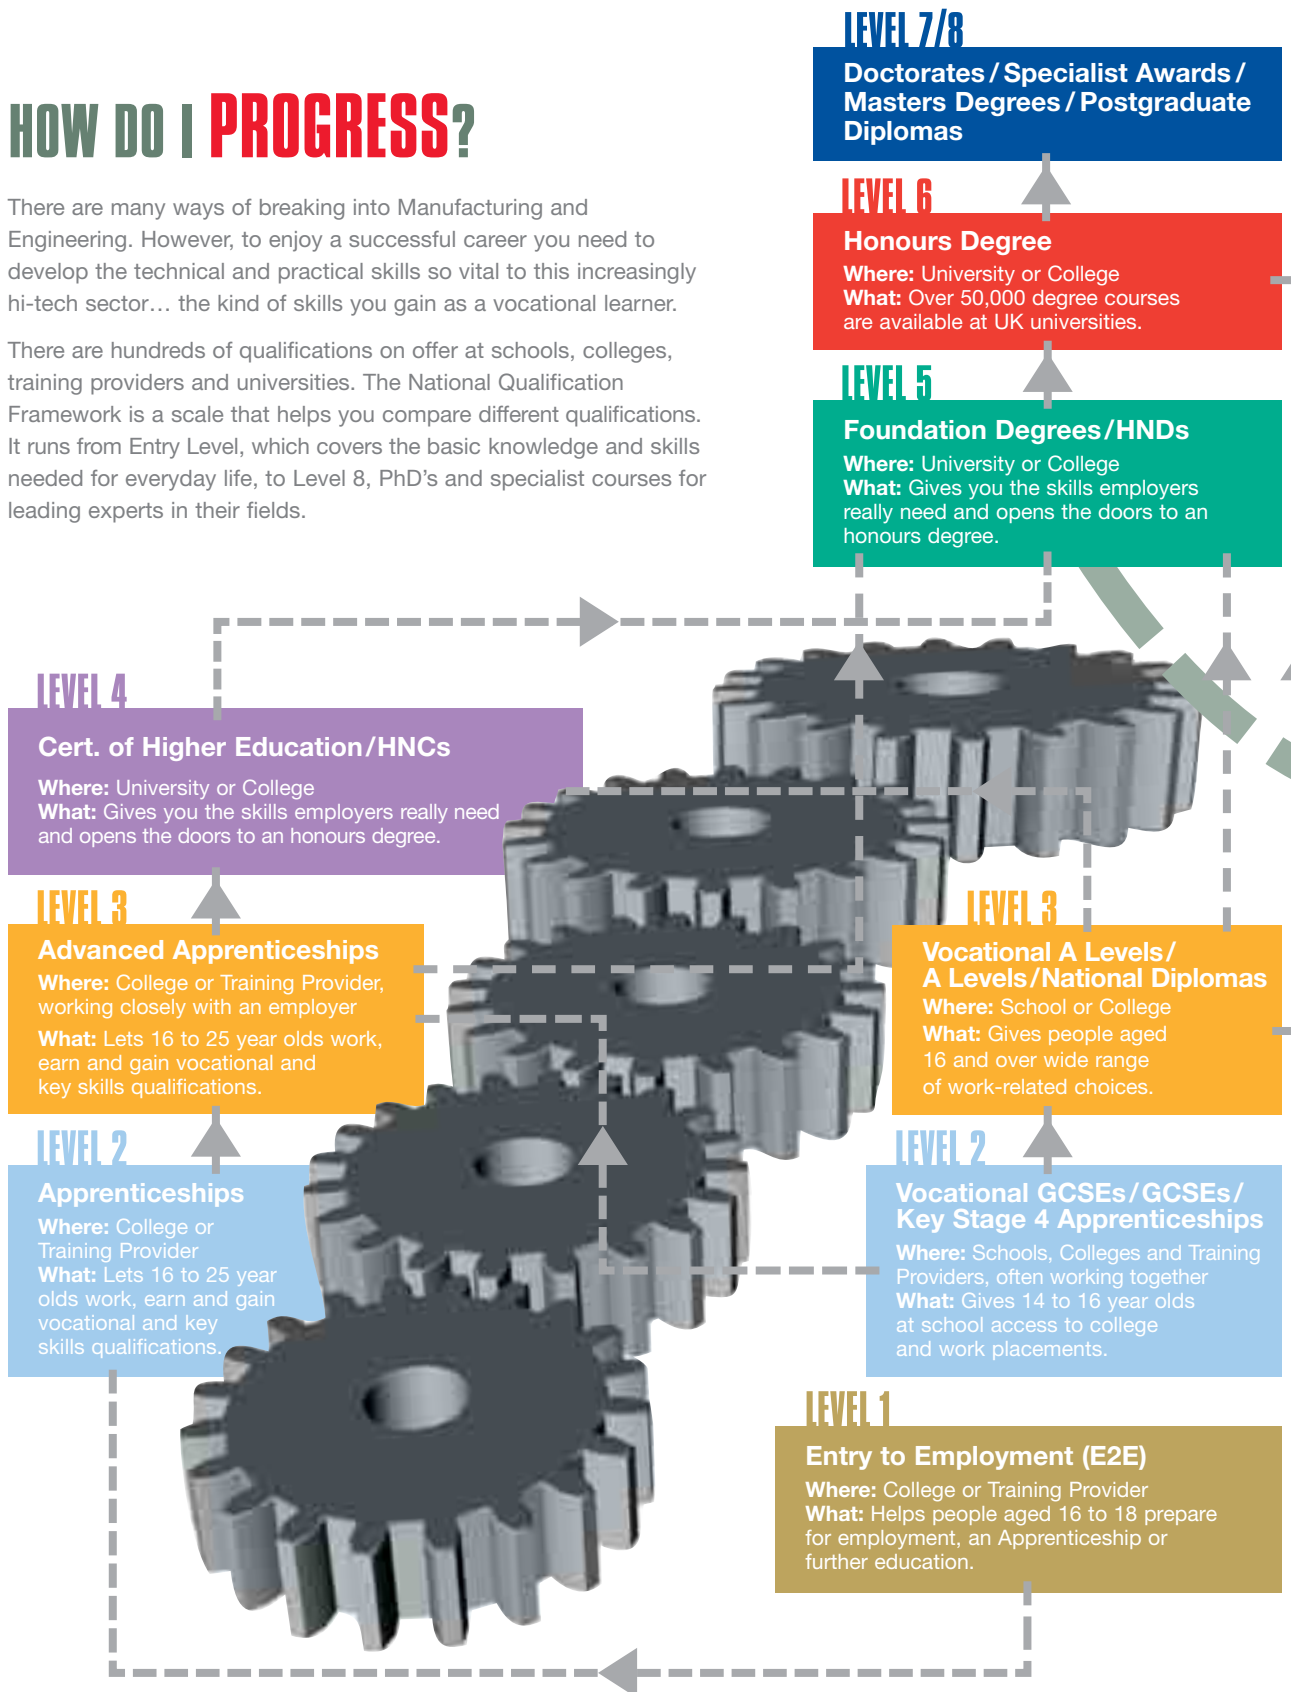 HOW DO I PROGRESS?
There are many ways of breaking into Manufacturing and
Engineering. However, to enjoy a successful career you need to
develop the technical and practical skills so vital to this increasingly
hi-tech sector… the kind of skills you gain as a vocational learner.
There are hundreds of qualifications on offer at schools, colleges,
training providers and universities. The National Qualification
Framework is a scale that helps you compare different qualifications.
It runs from Entry Level, which covers the basic knowledge and skills
needed for everyday life, to Level 8, PhD's and specialist courses for
leading experts in their fields.
LEVEL 7/8
Doctorates / Specialist Awards /
Masters Degrees / Postgraduate
Diplomas
LEVEL 6
Honours Degree
Where: University or College
What: Over 50,000 degree courses
are available at UK universities.
LEVEL 5
Foundation Degrees/HNDs
Where: University or College
What: Gives you the skills employers
really need and opens the doors to an
honours degree.
LEVEL 4
Cert. of Higher Education/HNCs
Where: University or College
What: Gives you the skills employers really need
and opens the doors to an honours degree.
LEVEL 3
Advanced Apprenticeships
Where: College or Training Provider,
working closely with an employer
What: Lets 16 to 25 year olds work,
earn and gain vocational and
key skills qualifications.
LEVEL 3
Vocational A Levels/
A Levels/National Diplomas
Where: School or College
What: Gives people aged
16 and over wide range
of work-related choices.
LEVEL 2
Apprenticeships
Where: College or
Training Provider
What: Lets 16 to 25 year
olds work, earn and gain
vocational and key
skills qualifications.
LEVEL 2
Vocational GCSEs/GCSEs/
Key Stage 4 Apprenticeships
Where: Schools, Colleges and Training
Providers, often working together
What: Gives 14 to 16 year olds
at school access to college
and work placements.
LEVEL 1
Entry to Employment (E2E)
Where: College or Training Provider
What: Helps people aged 16 to 18 prepare
for employment, an Apprenticeship or
further education.